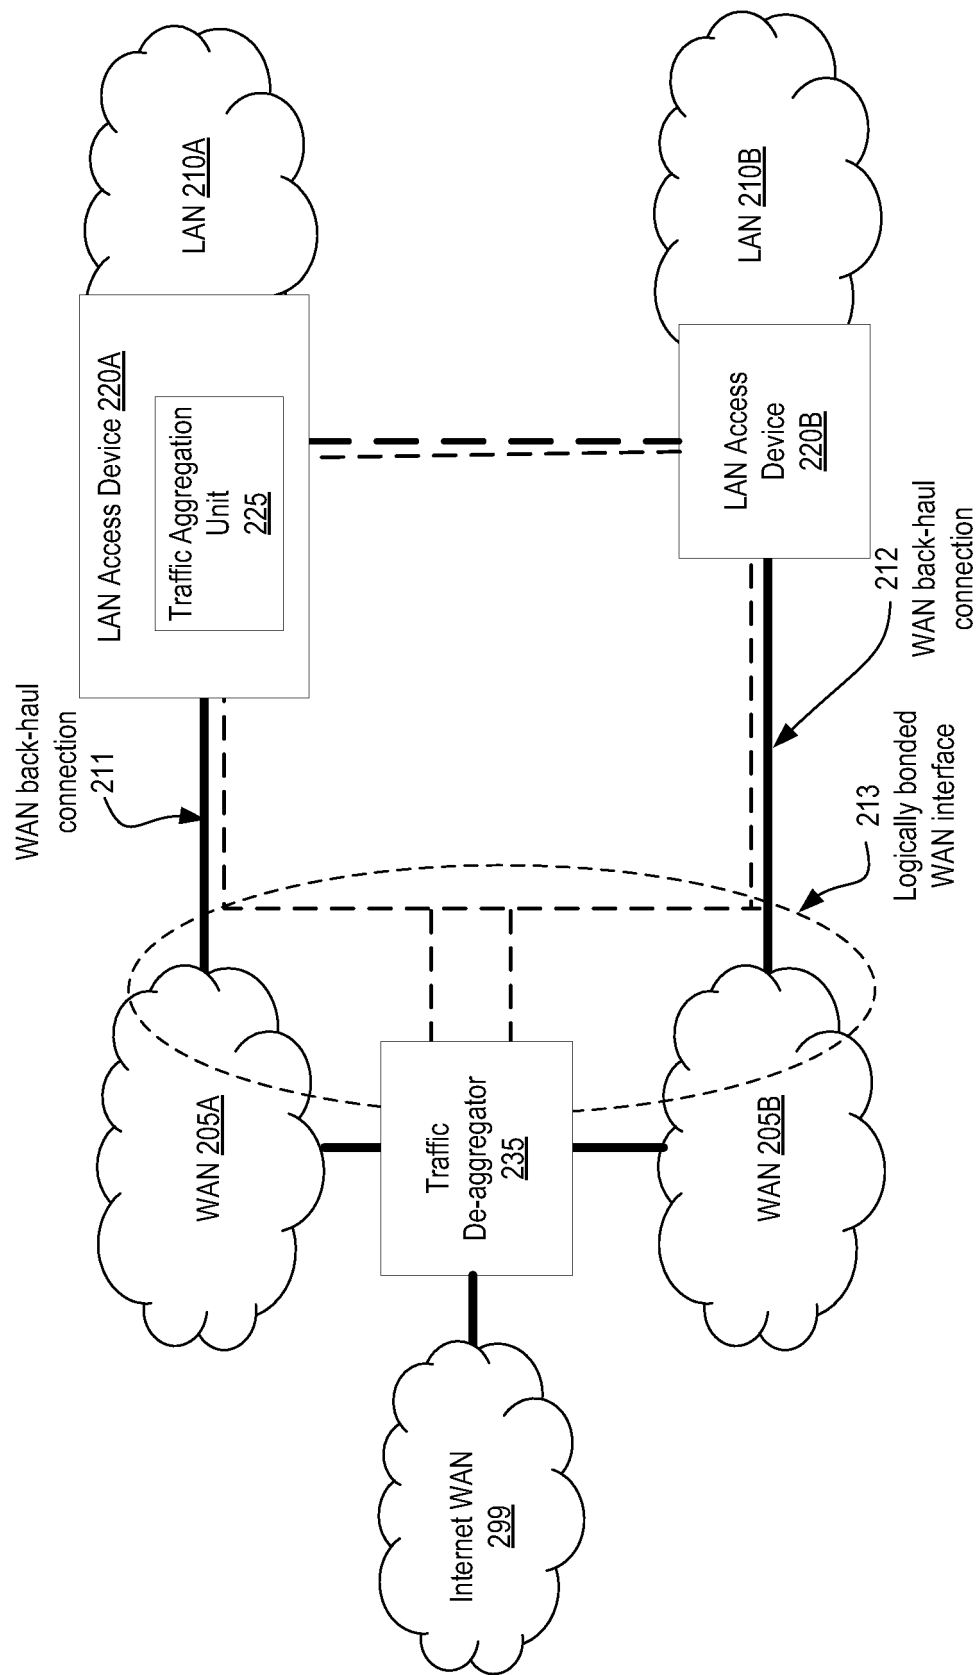 WAN back-haul
connection
211
LAN Access Device 220A
Traffic Aggregation
Unit
225
LAN 210A
WAN 205A
Internet WAN
299
Traffic
De-aggregator
235
WAN 205B
LAN Access
Device
220B
LAN 210B
213
Logically bonded
WAN interface
212
WAN back-haul
connection